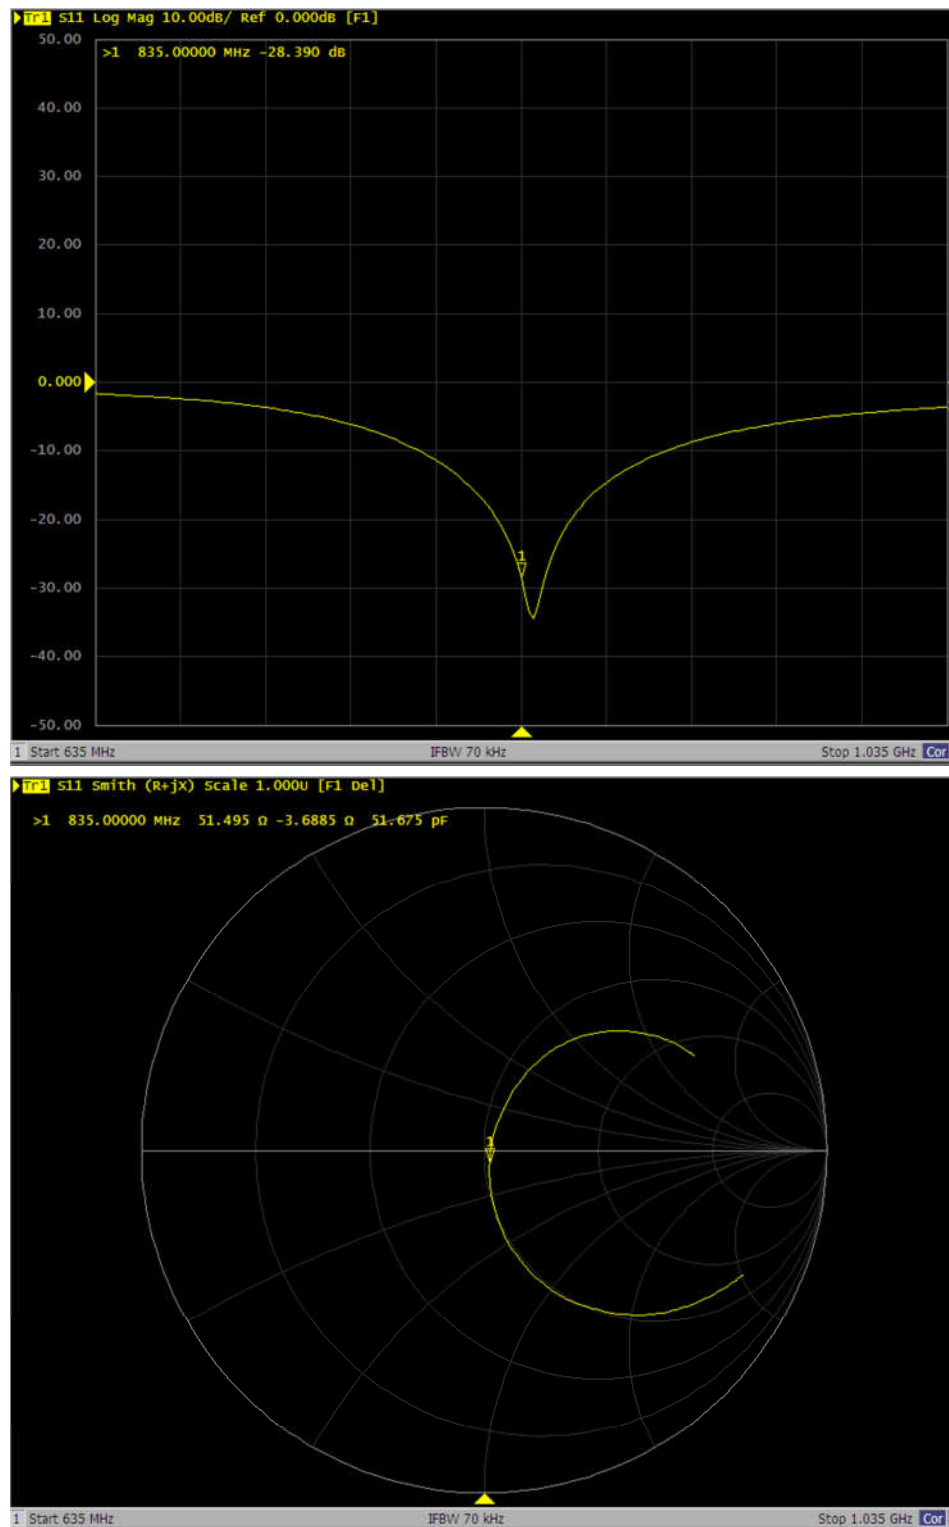 Tr1 S11 Log Mag 10.00dB/ Ref 0.000dB [F1]
50.00
>1 835.00000 MHz -28.390 dB
40.00
30.00
20.00
10.00
0.000
-10.00
-20.00
1
-30.00
-40.00
-50.00
1 Start 635 MHz IFBW 70 kHz Stop 1.035 GHz Cor
Tr1 S11 Smith (R+jX) Scale 1.000U [F1 Del]
>1 835.00000 MHz 51.495 Ω -3.6885 Ω 51.675 pF
1
1 Start 635 MHz IFBW 70 kHz Stop 1.035 GHz Cor